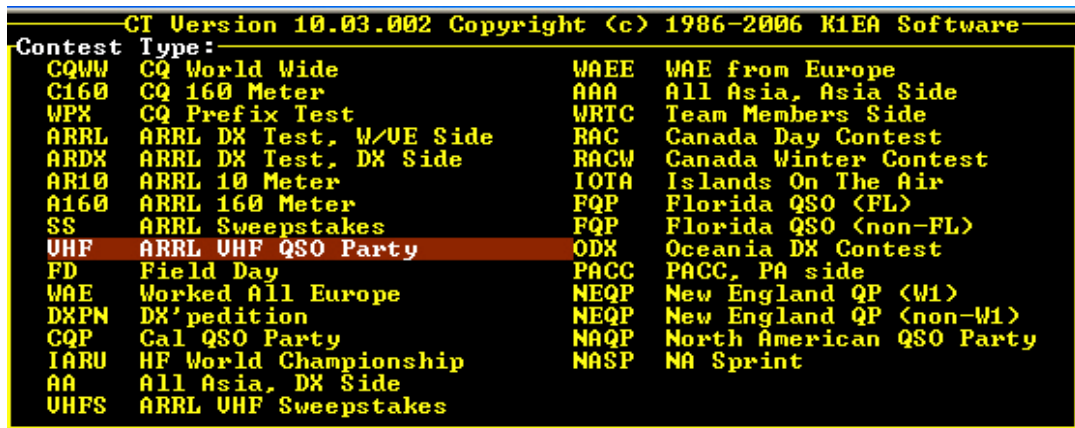 CT Version 10.03.002 Copyright (c) 1986-2006 K1EA Software
Contest Type:
CQWW CQ World Wide
C160 CQ 160 Meter
WPX CQ Prefix Test
ARRL ARRL DX Test, W/VE Side
ARDX ARRL DX Test, DX Side
AR10 ARRL 10 Meter
A160 ARRL 160 Meter
SS ARRL Sweepstakes
VHF ARRL VHF QSO Party
FD Field Day
WAE Worked All Europe
DXPN DX'pedition
CQP Cal QSO Party
IARU HF World Championship
AA All Asia, DX Side
VHFS ARRL VHF Sweepstakes
WAEE WAE from Europe
AAA All Asia, Asia Side
WRTC Team Members Side
RAC Canada Day Contest
RACW Canada Winter Contest
IOTA Islands On The Air
FQP Florida QSO (FL)
FQP Florida QSO (non-FL)
ODX Oceania DX Contest
PACC PACC, PA side
NEQP New England QP (W1)
NEQP New England QP (non-W1)
NAQP North American QSO Party
NASP NA Sprint